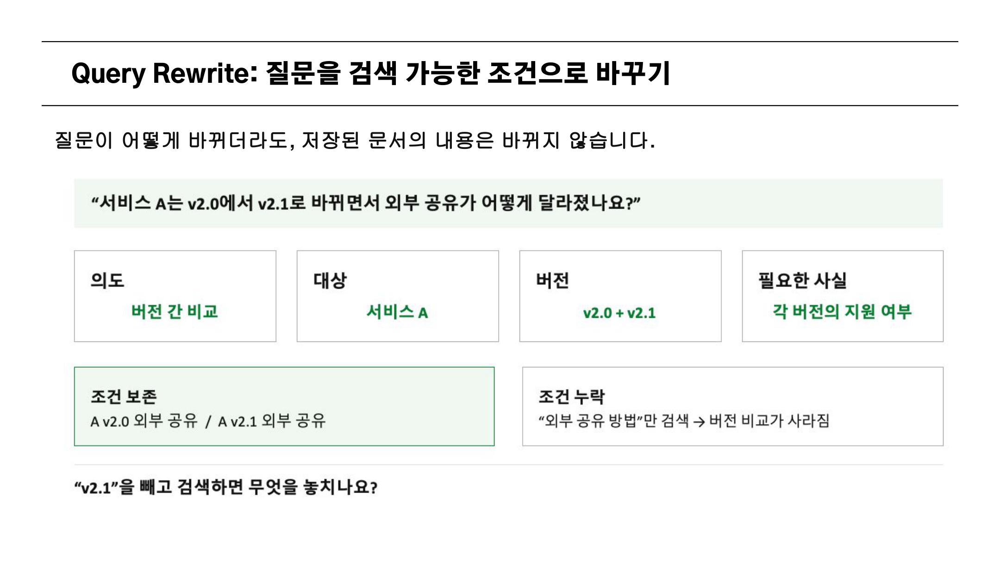 Query Rewrite: 질문을 검색 가능한 조건으로 바꾸기
질문이 어떻게 바뀌더라도, 저장된 문서의 내용은 바뀌지 않습니다.
“서비스 A는 v2.0에서 v2.1로 바뀌면서 외부 공유가 어떻게 달라졌나요?”
의도
버전 간 비교
대상
서비스 A
버전
v2.0 + v2.1
필요한 사실
각 버전의 지원 여부
조건 보존
A v2.0 외부 공유 / A v2.1 외부 공유
조건 누락
“외부 공유 방법”만 검색 → 버전 비교가 사라짐
“v2.1”을 빼고 검색하면 무엇을 놓치나요?